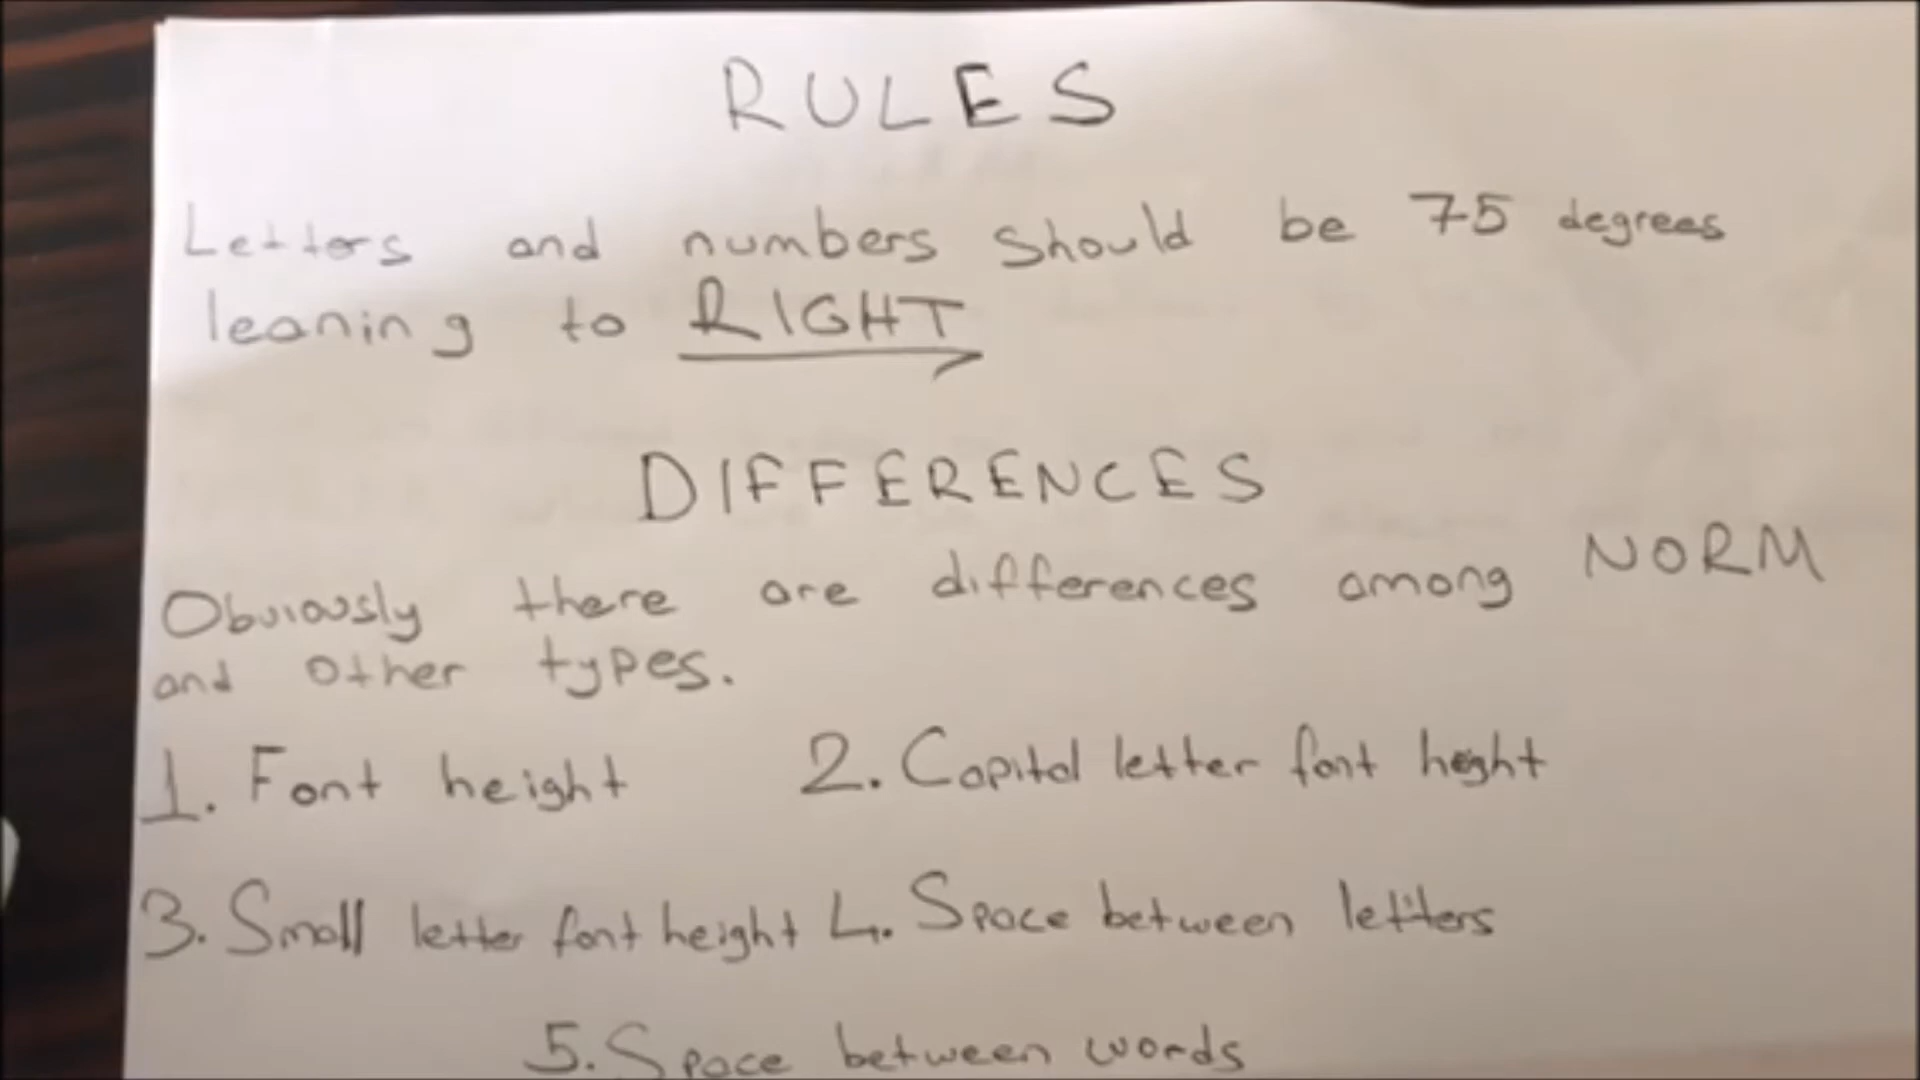 RULES
Letters and numbers should be 75 degrees
leaning to RIGHT
DIFFERENCES
Obviously there are differences among NORM
and other types.
1. Font height 2. Capital letter font height
3. Small letter font height 4. Space between letters
5. Space between words